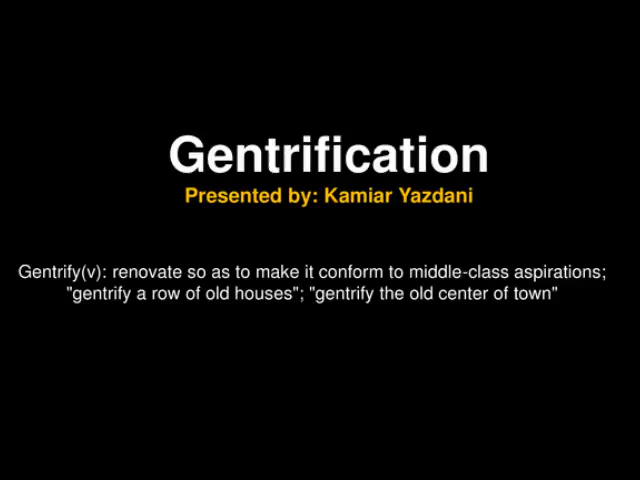 Gentrification
Presented by: Kamiar Yazdani
Gentrify(v): renovate so as to make it conform to middle-class aspirations;
"gentrify a row of old houses"; "gentrify the old center of town"